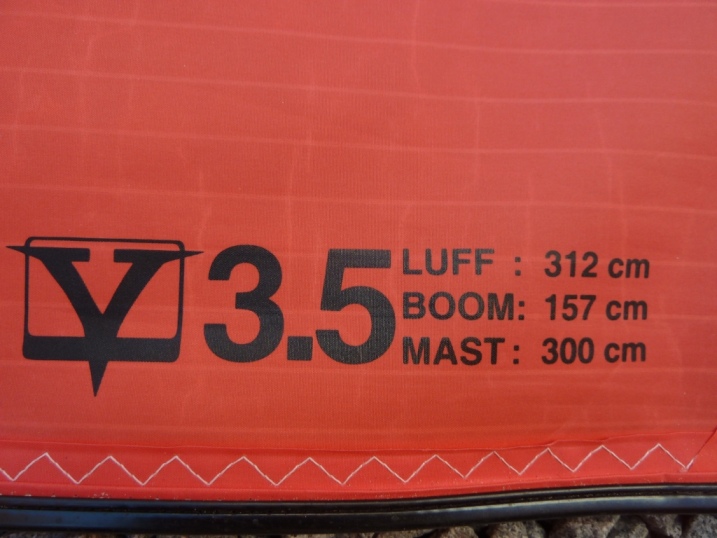 V 3.5
LUFF : 312 cm
BOOM: 157 cm
MAST : 300 cm